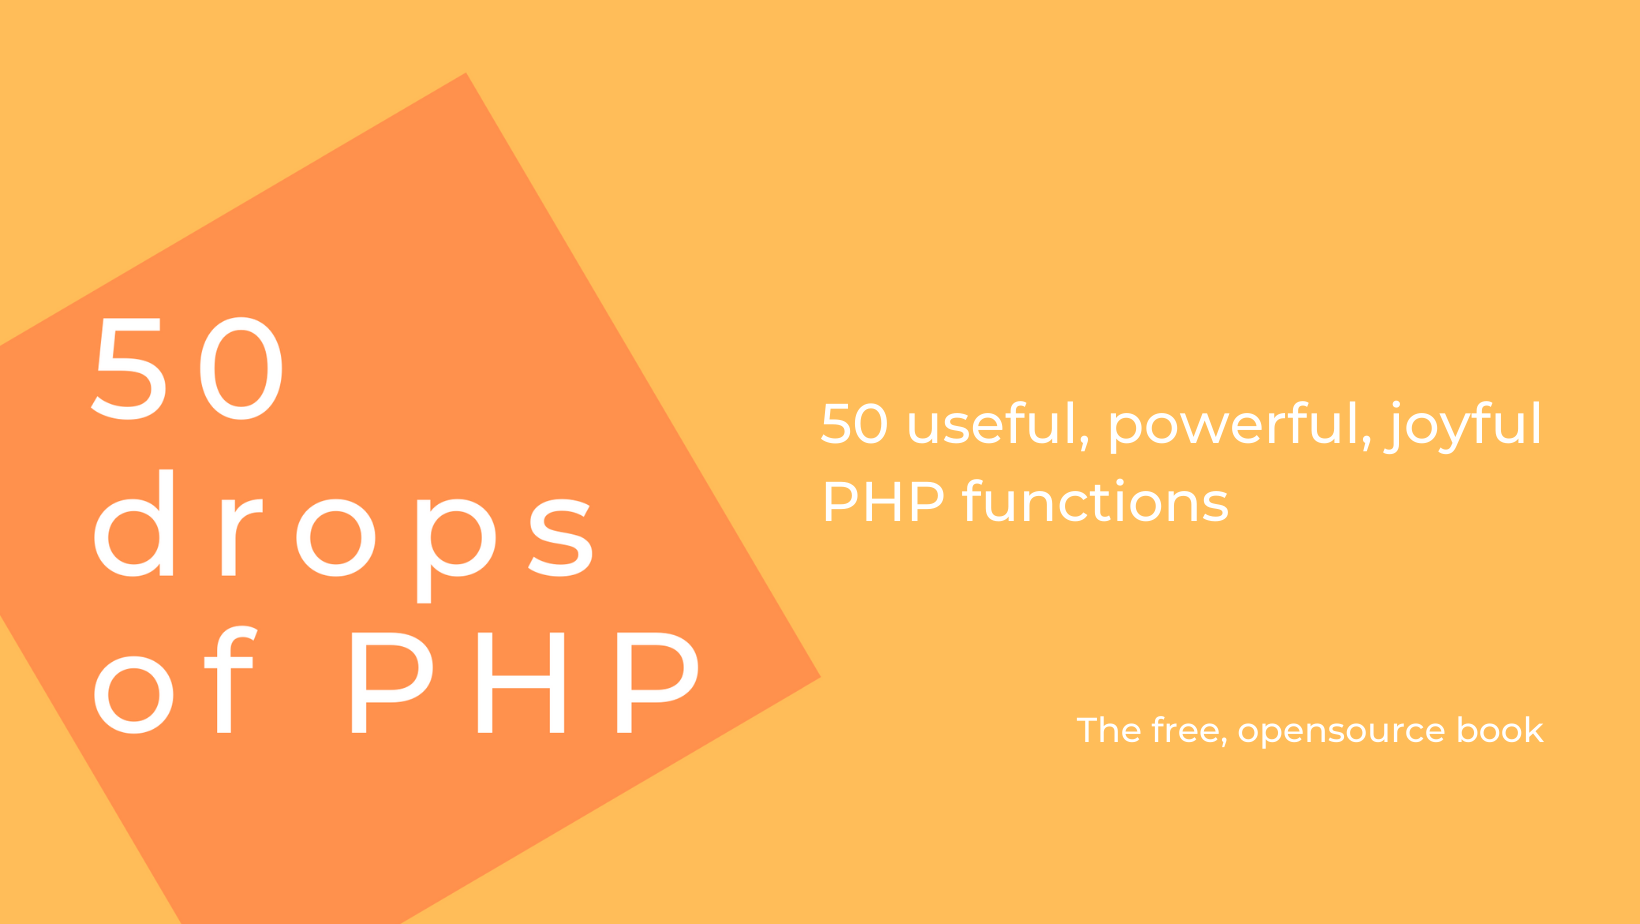 50
drops
of PHP
50 useful, powerful, joyful
PHP functions
The free, opensource book